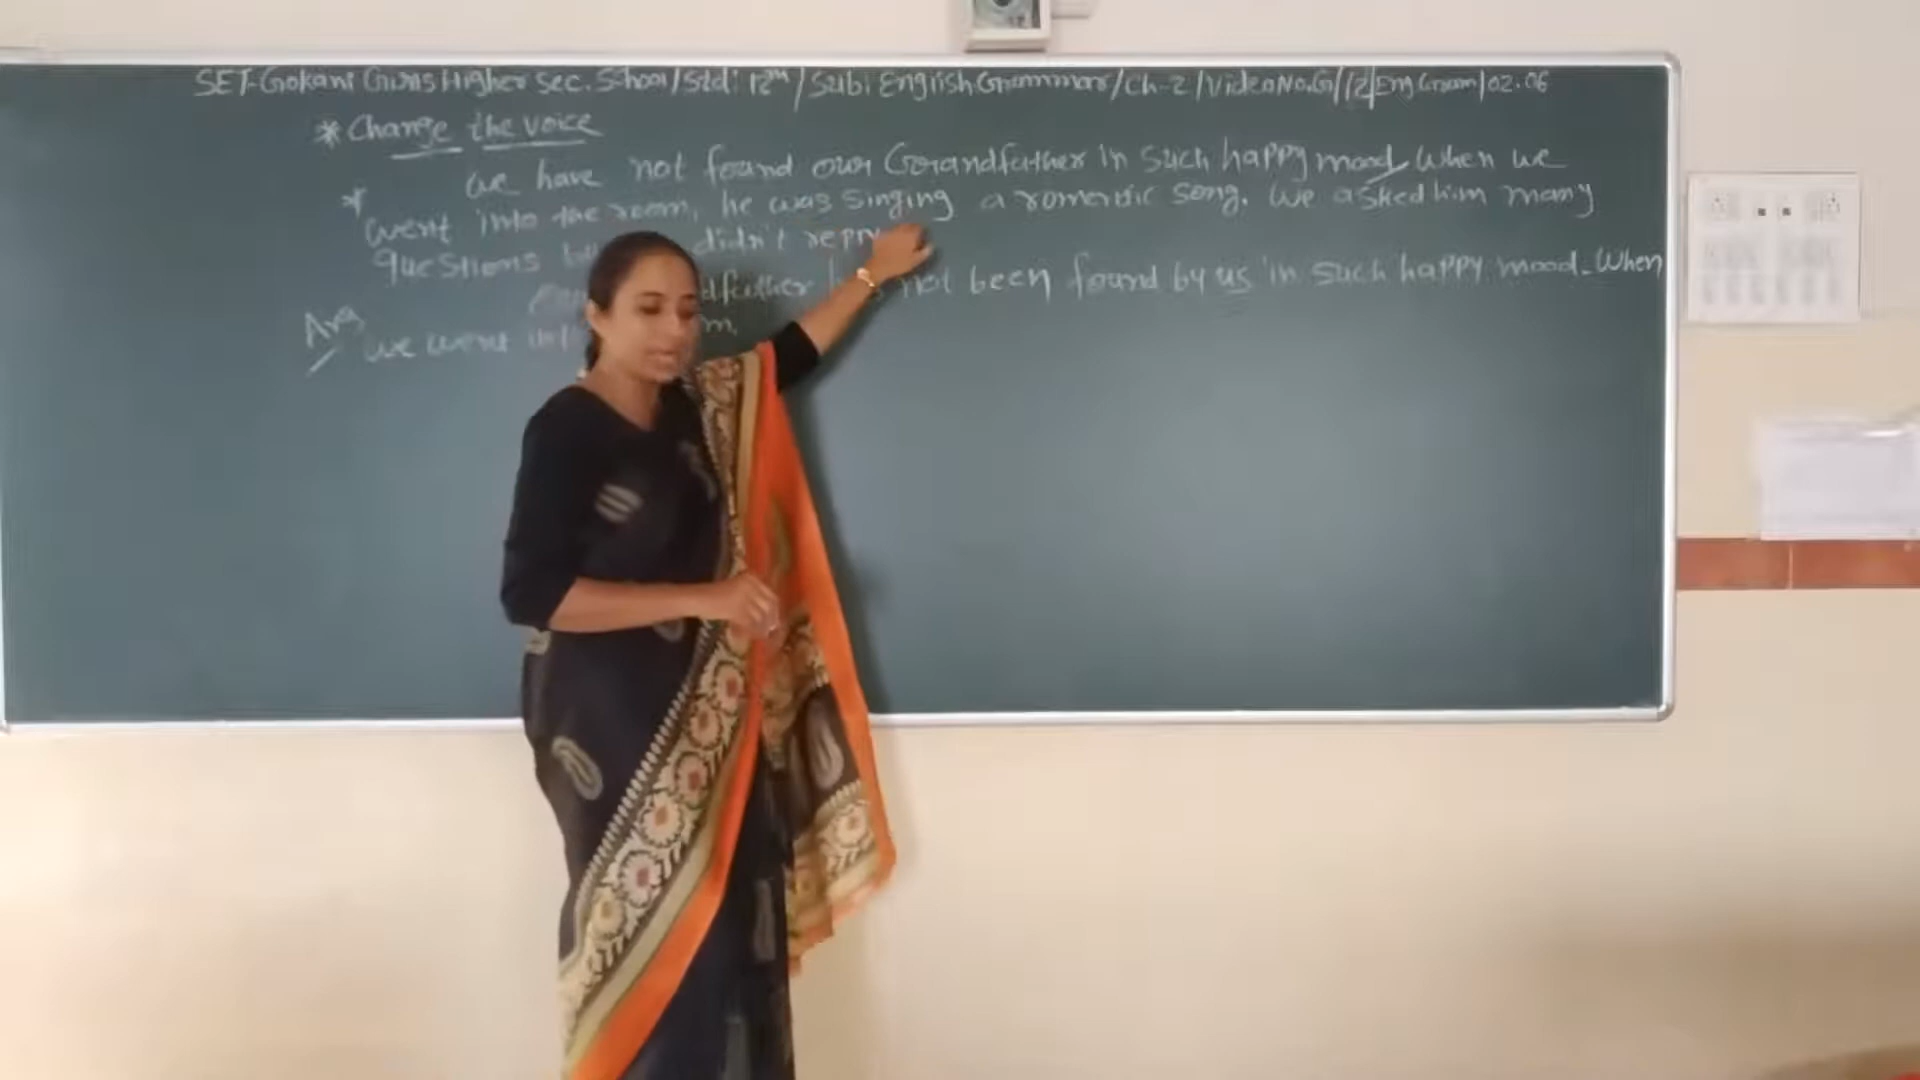 SET-Gokani Girls Higher Sec. School/Std: 12th/Sub: English Grammar/Ch-2/Video No. G/12/Eng Gram/02.06
* Change the voice
* we have not found our Grandfather in such happy mood when we
went into the room, he was singing a romantic song. we asked him many
questions didn't reply
Ans not been found by us in such happy mood. When
we went